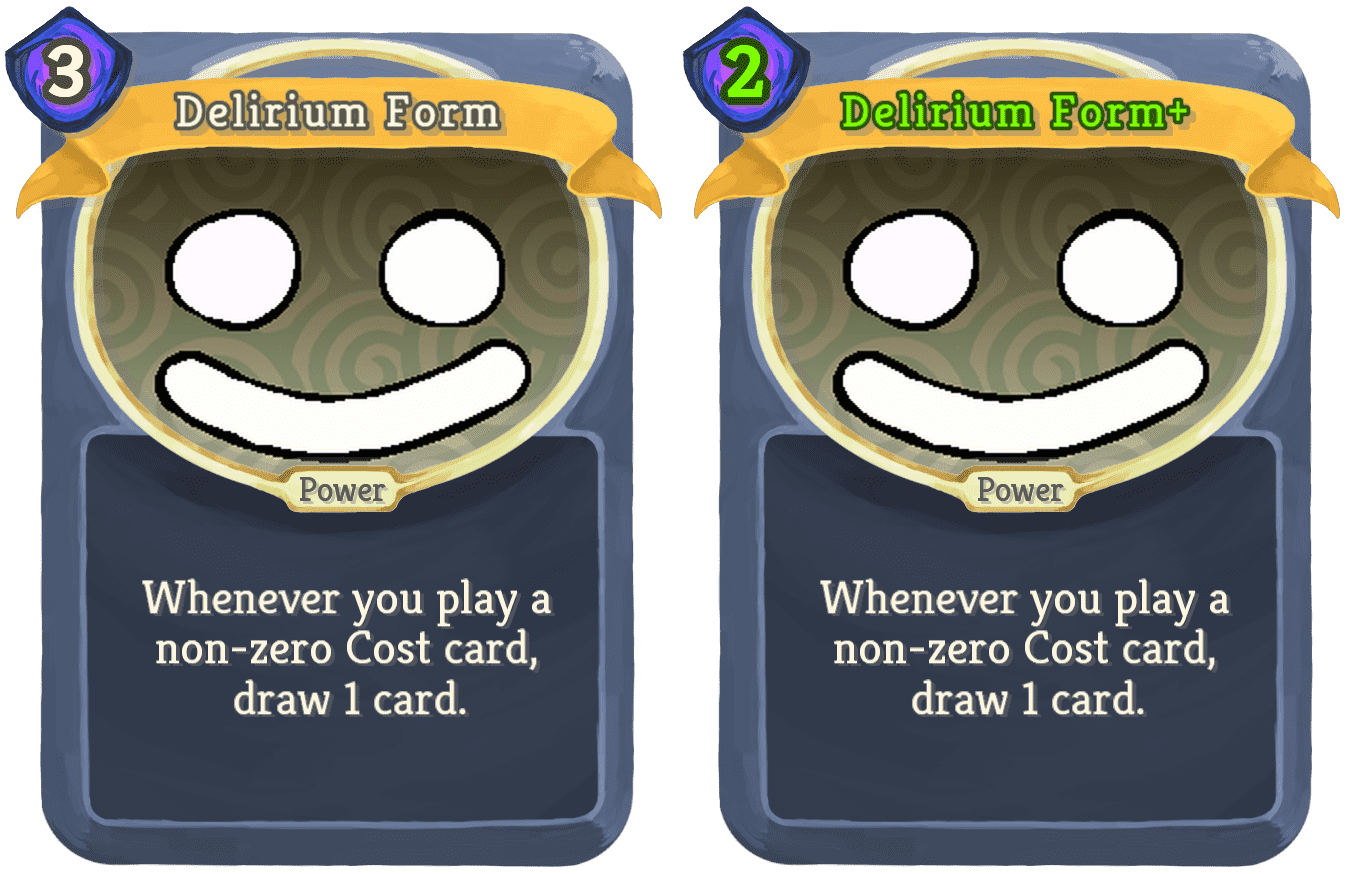 3
Delirium Form
Power
Whenever you play a
non-zero Cost card,
draw 1 card.
2
Delirium Form+
Power
Whenever you play a
non-zero Cost card,
draw 1 card.